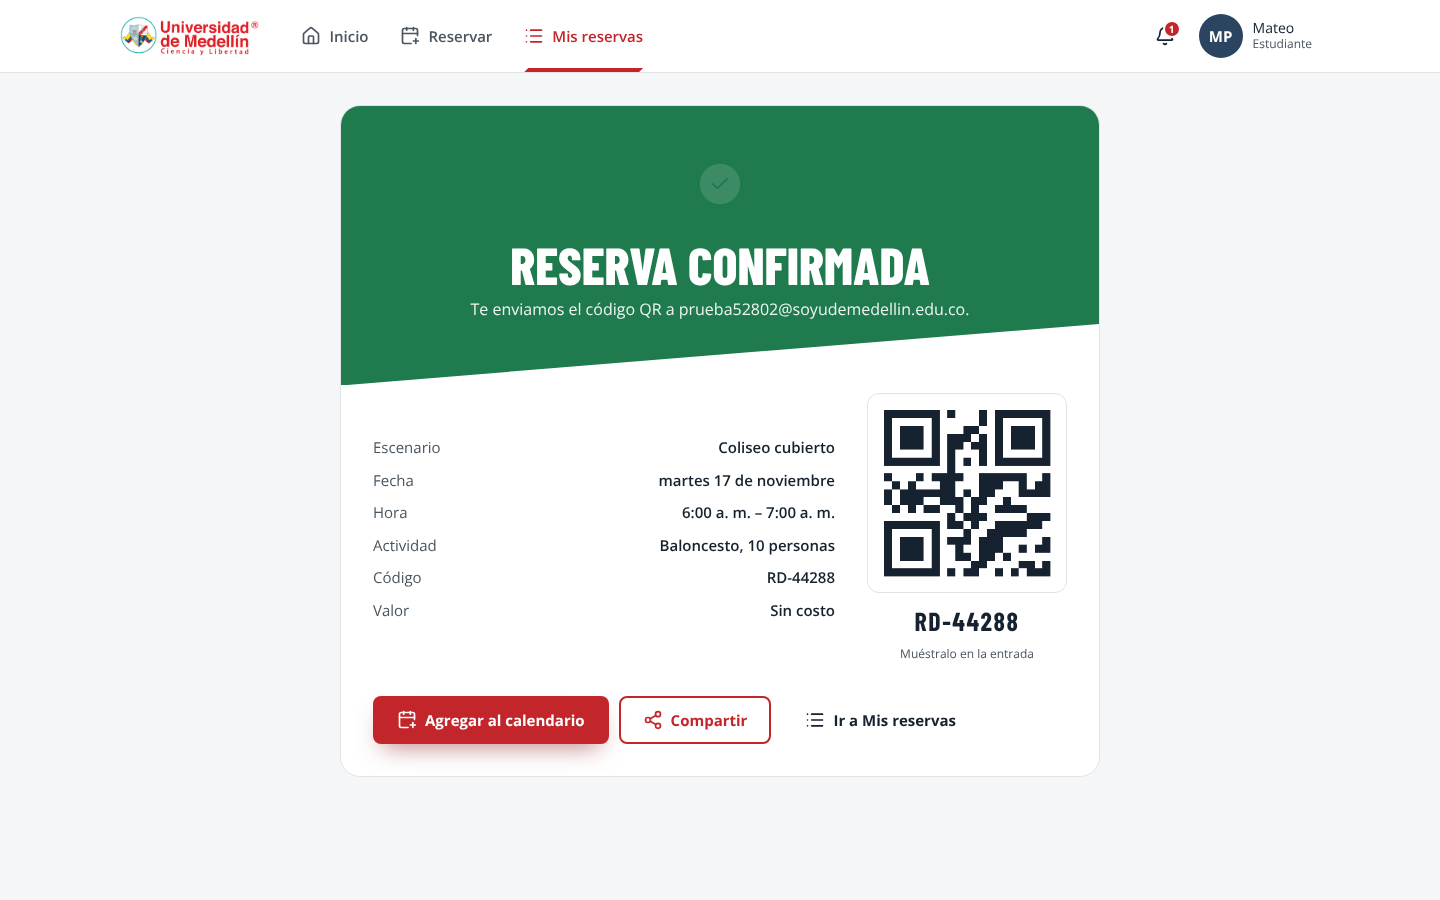 Universidad®
de Medellín
Ciencia y Libertad
Inicio
Reservar
Mis reservas
1
MP
Mateo
Estudiante
RESERVA CONFIRMADA
Te enviamos el código QR a prueba52802@soyudemedellin.edu.co.
Escenario Coliseo cubierto
Fecha martes 17 de noviembre
Hora 6:00 a. m. – 7:00 a. m.
Actividad Baloncesto, 10 personas
Código RD-44288
Valor Sin costo
RD-44288
Muéstralo en la entrada
Agregar al calendario
Compartir
Ir a Mis reservas